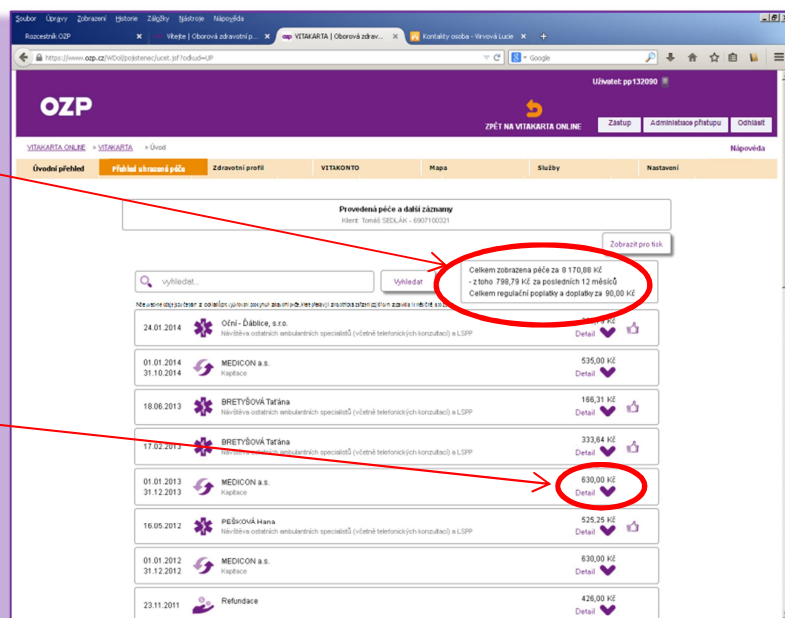 Soubor Úpravy Zobrazení Historie Záložky Nástroje Nápověda
Rozcestník OZP Vítejte | Oborová zdravotní p... VITAKARTA | Oborová zdrav... Kontality osoba - Vírvová Lucie
https://www.ozp.cz/WDol/pojistenec/ucet.jsf?odkud=UP Google
Uživatel: pp132090
OZP
ZPĚT NA VITAKARTA ONLINE Zástup Administrace přístupu Odhlásit
VITAKARTA ONLINE » VITAKARTA » Úvod Nápověda
Úvodní přehled Přehled uhrazené péče Zdravotní profil VITAKONTO Mapa Služby Nastavení
Provedená péče a další záznamy
Klient: Tomáš SEDLÁK - 6907100321
Zobrazit pro tisk
Celkem zobrazena péče za 8 170,88 Kč
- z toho 798,79 Kč za posledních 12 měsíců
Celkem regulační poplatky a doplatky za 90,00 Kč
vyhledat... Vyhledat
24.01.2014 Oční - Ďáblice, s.r.o. Kč
Návštěva ostatních ambulantních specialistů (včetně telefonických konzultací) a LSPP Detail
01.01.2014 MEDICON a.s. 535,00 Kč
31.10.2014 Kapitace Detail
18.06.2013 BRETYŠOVÁ Taťána 166,31 Kč
Návštěva ostatních ambulantních specialistů (včetně telefonických konzultací) a LSPP Detail
17.02.2013 BRETYŠOVÁ Taťána 333,64 Kč
Návštěva ostatních ambulantních specialistů (včetně telefonických konzultací) a LSPP Detail
01.01.2013 MEDICON a.s. 630,00 Kč
31.12.2013 Kapitace Detail
16.05.2012 PEŠKOVÁ Hana 525,25 Kč
Návštěva ostatních ambulantních specialistů (včetně telefonických konzultací) a LSPP Detail
01.01.2012 MEDICON a.s. 630,00 Kč
31.12.2012 Kapitace Detail
23.11.2011 Refundace 426,00 Kč
Detail